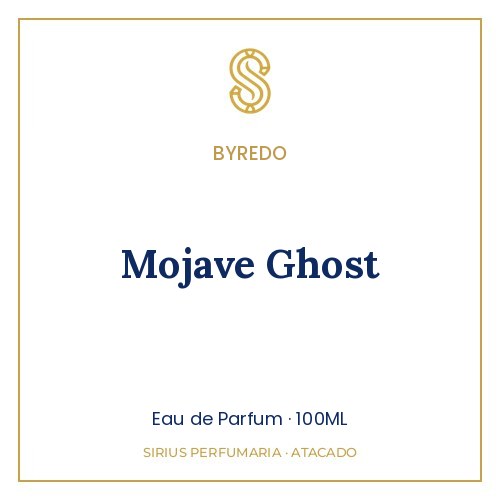 BYREDO
Mojave Ghost
Eau de Parfum · 100ML
SIRIUS PERFUMARIA · ATACADO